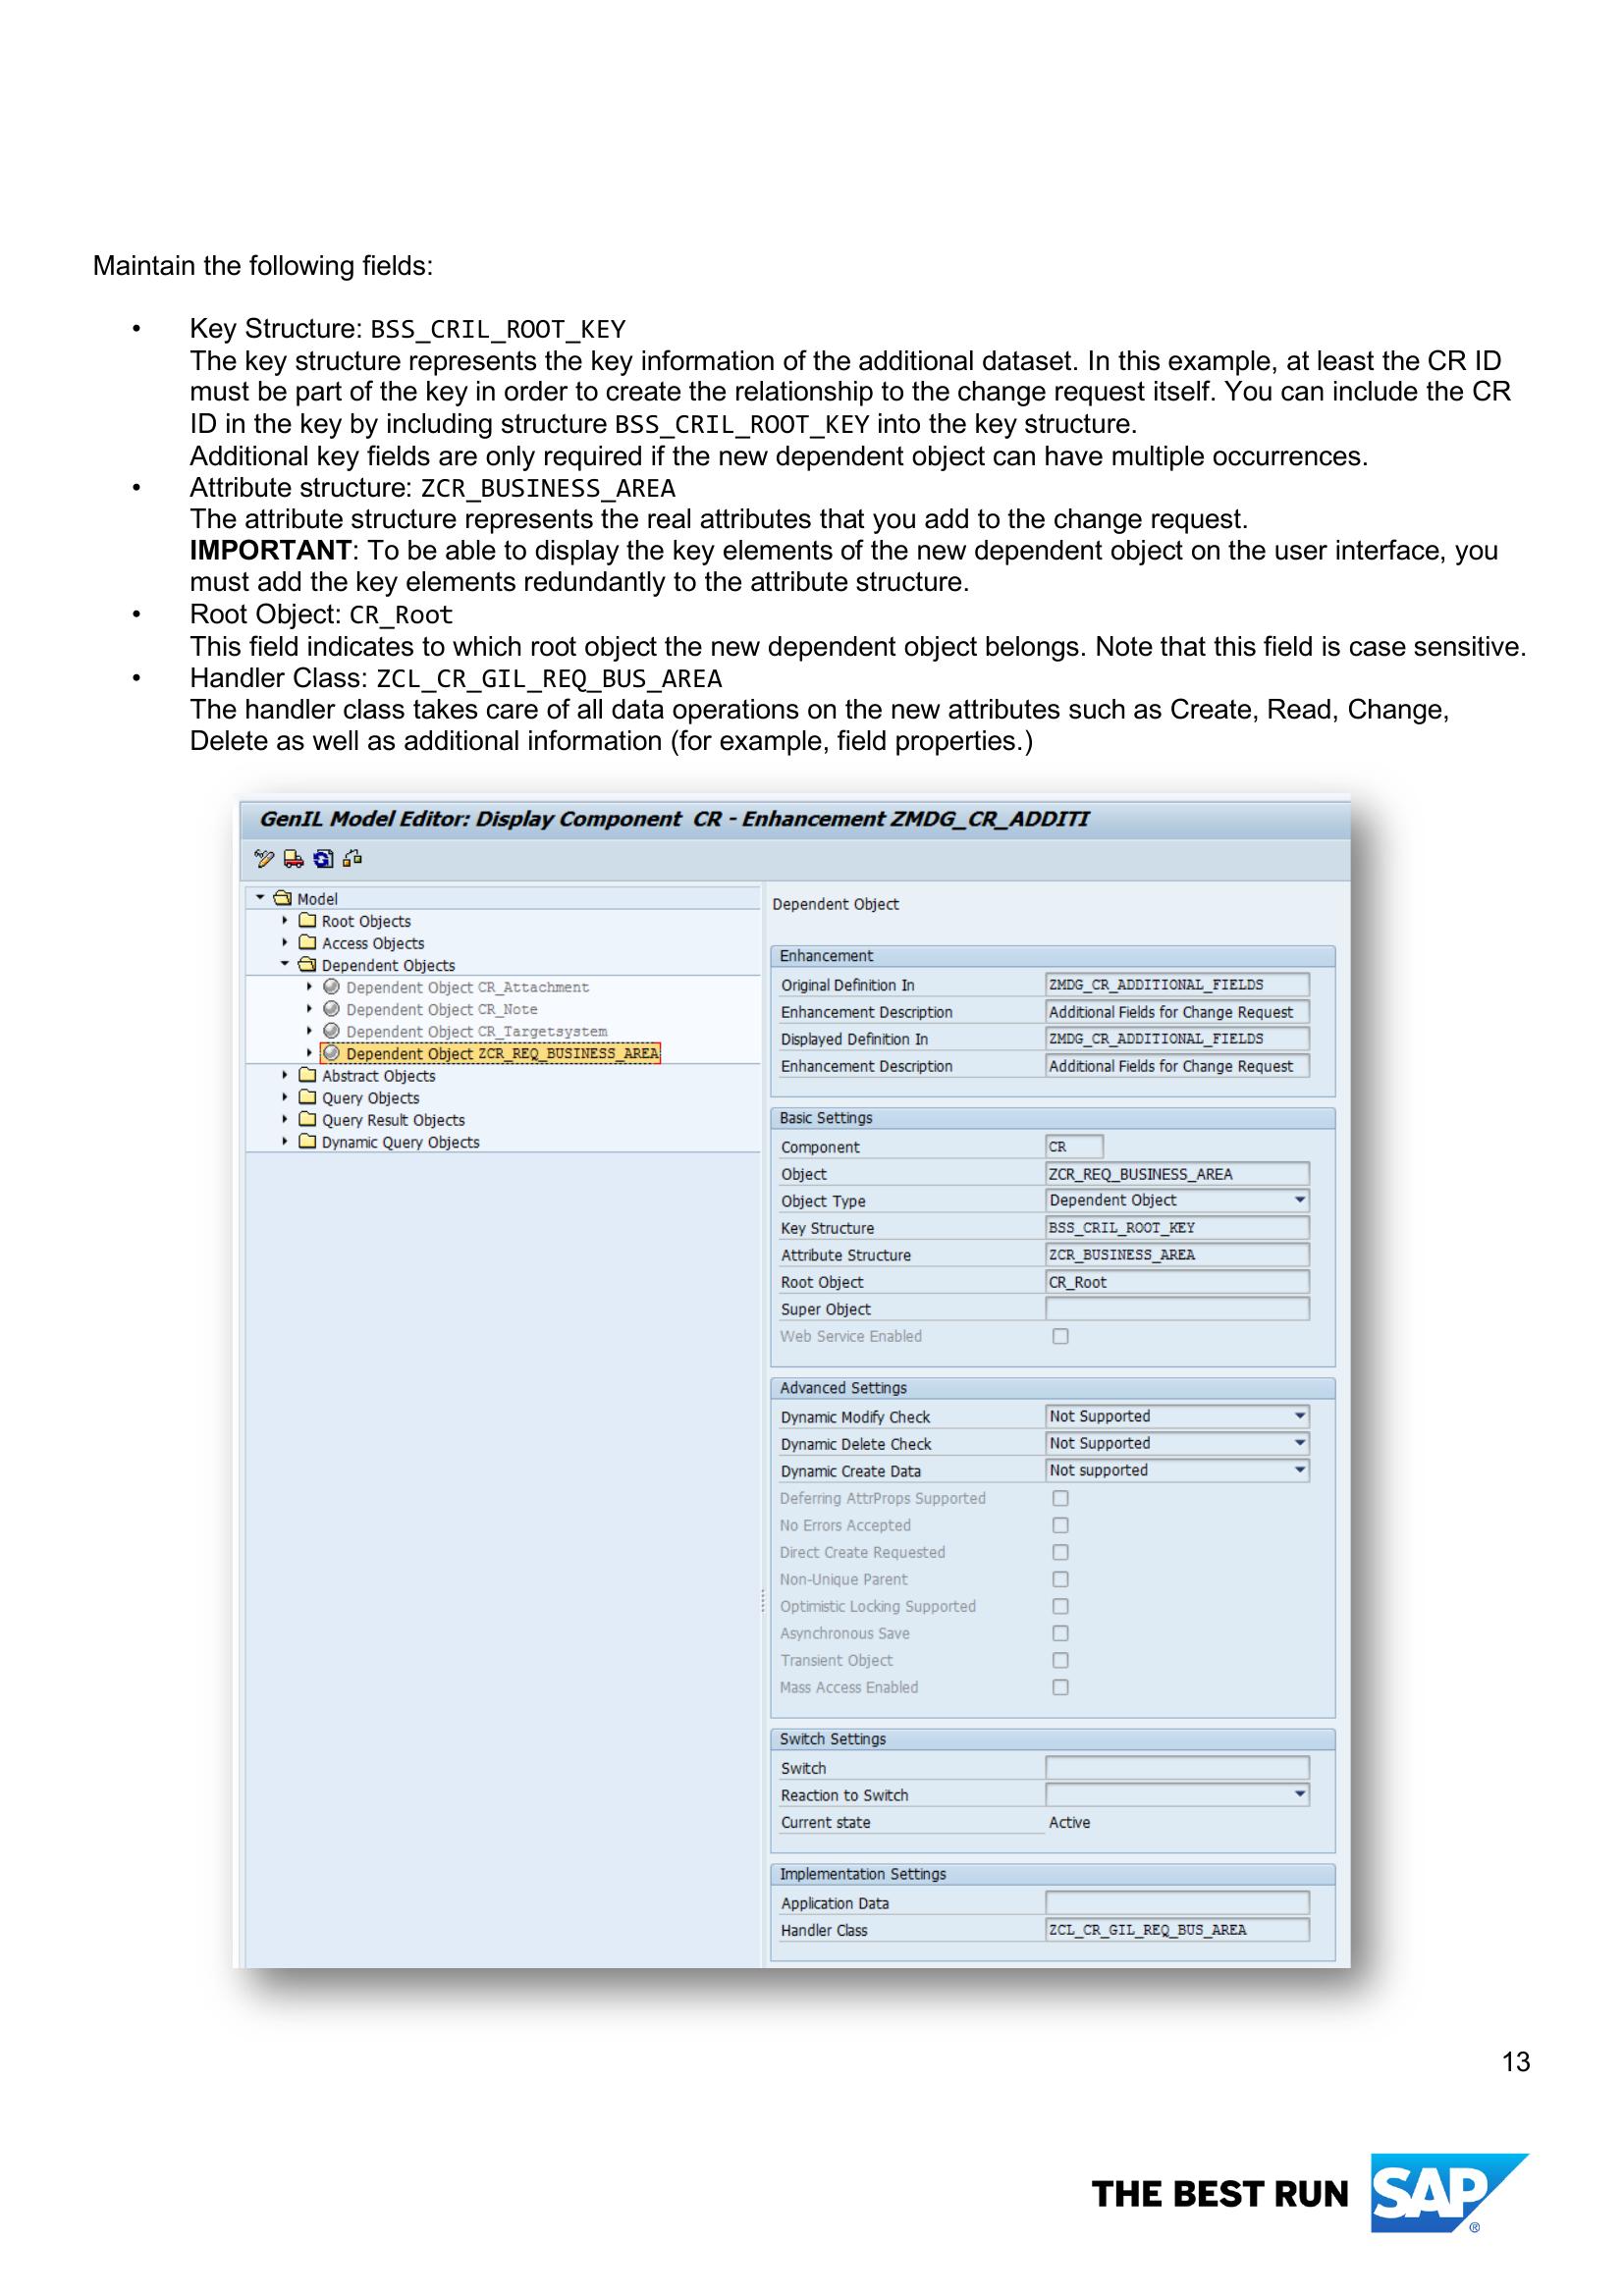 Maintain the following fields:
• Key Structure: BSS_CRIL_ROOT_KEY
The key structure represents the key information of the additional dataset. In this example, at least the CR ID
must be part of the key in order to create the relationship to the change request itself. You can include the CR
ID in the key by including structure BSS_CRIL_ROOT_KEY into the key structure.
Additional key fields are only required if the new dependent object can have multiple occurrences.
• Attribute structure: ZCR_BUSINESS_AREA
The attribute structure represents the real attributes that you add to the change request.
IMPORTANT: To be able to display the key elements of the new dependent object on the user interface, you
must add the key elements redundantly to the attribute structure.
• Root Object: CR_Root
This field indicates to which root object the new dependent object belongs. Note that this field is case sensitive.
• Handler Class: ZCL_CR_GIL_REQ_BUS_AREA
The handler class takes care of all data operations on the new attributes such as Create, Read, Change,
Delete as well as additional information (for example, field properties.)
GenIL Model Editor: Display Component CR - Enhancement ZMDG_CR_ADDITI
Model
Root Objects
Access Objects
Dependent Objects
Dependent Object CR_Attachment
Dependent Object CR_Note
Dependent Object CR_Targetsystem
Dependent Object ZCR_REQ_BUSINESS_AREA
Abstract Objects
Query Objects
Query Result Objects
Dynamic Query Objects
Dependent Object
Enhancement
Original Definition In ZMDG_CR_ADDITIONAL_FIELDS
Enhancement Description Additional Fields for Change Request
Displayed Definition In ZMDG_CR_ADDITIONAL_FIELDS
Enhancement Description Additional Fields for Change Request
Basic Settings
Component CR
Object ZCR_REQ_BUSINESS_AREA
Object Type Dependent Object
Key Structure BSS_CRIL_ROOT_KEY
Attribute Structure ZCR_BUSINESS_AREA
Root Object CR_Root
Super Object
Web Service Enabled
Advanced Settings
Dynamic Modify Check Not Supported
Dynamic Delete Check Not Supported
Dynamic Create Data Not supported
Deferring AttrProps Supported
No Errors Accepted
Direct Create Requested
Non-Unique Parent
Optimistic Locking Supported
Asynchronous Save
Transient Object
Mass Access Enabled
Switch Settings
Switch
Reaction to Switch
Current state Active
Implementation Settings
Application Data
Handler Class ZCL_CR_GIL_REQ_BUS_AREA
13
THE BEST RUN SAP ®